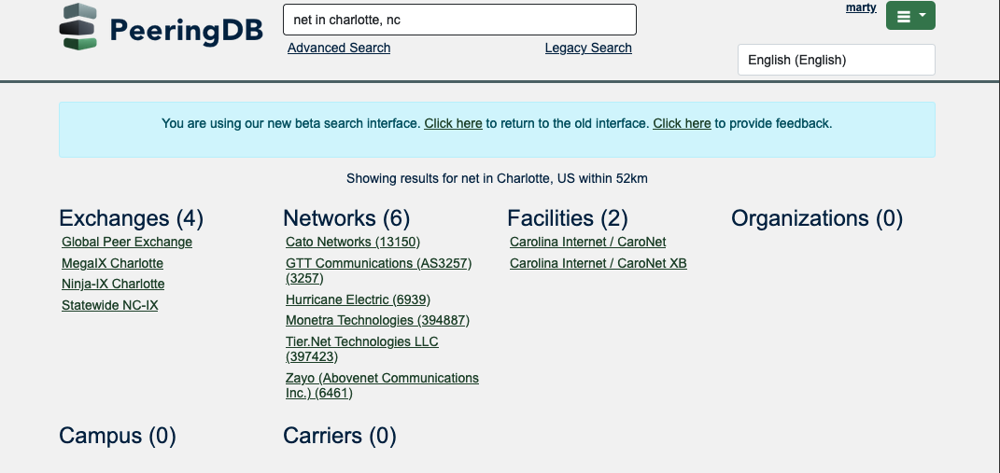 PeeringDB
net in charlotte, nc
Advanced Search
Legacy Search
marty
English (English)
You are using our new beta search interface. Click here to return to the old interface. Click here to provide feedback.
Showing results for net in Charlotte, US within 52km
Exchanges (4)
Global Peer Exchange
MegaIX Charlotte
Ninja-IX Charlotte
Statewide NC-IX
Networks (6)
Cato Networks (13150)
GTT Communications (AS3257)
(3257)
Hurricane Electric (6939)
Monetra Technologies (394887)
Tier.Net Technologies LLC
(397423)
Zayo (Abovenet Communications
Inc.) (6461)
Facilities (2)
Carolina Internet / CaroNet
Carolina Internet / CaroNet XB
Organizations (0)
Campus (0)
Carriers (0)